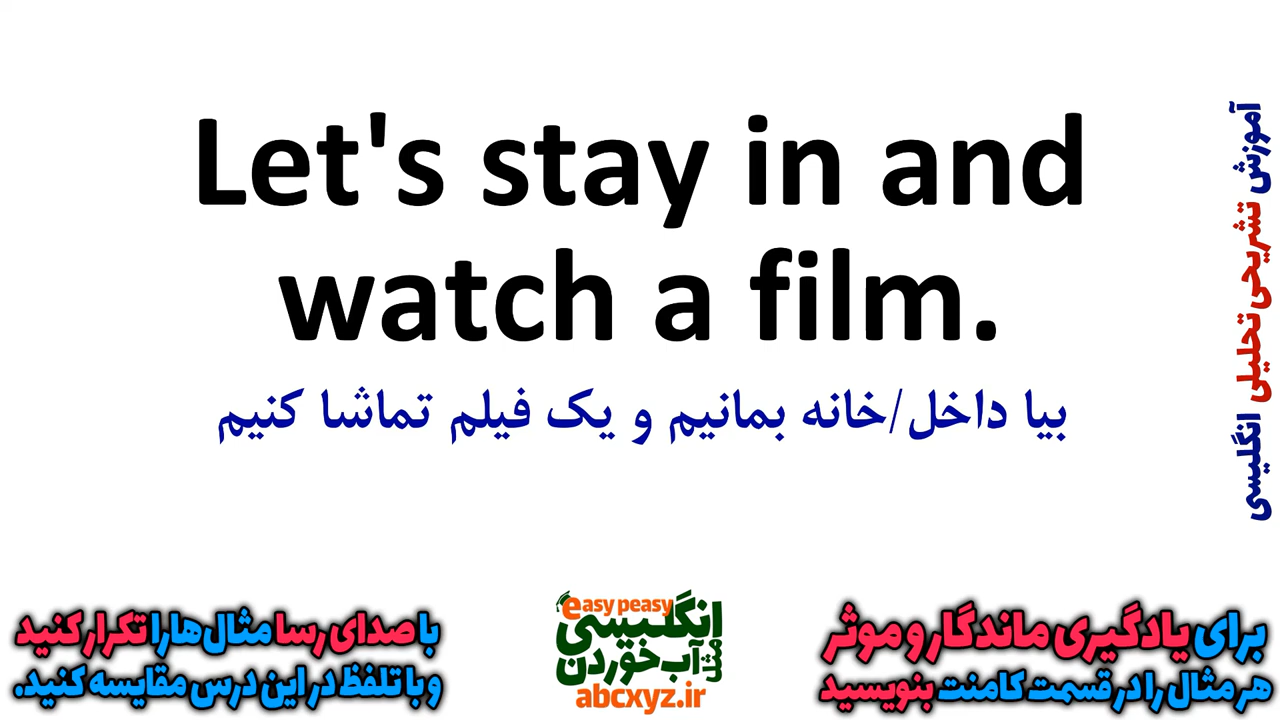 Let's stay in and
watch a film.
بیا داخل/خانه بمانیم و یک فیلم تماشا کنیم
آموزش تشریحی تحلیلی انگلیسی
با صدای رسا مثال‌ها را تکرار کنید
و با تلفظ در این درس مقایسه کنید.
easy peasy
انگلیسی
مثل آب خوردن
abcxyz.ir
برای یادگیری ماندگار و موثر
هر مثال را در قسمت کامنت بنویسید